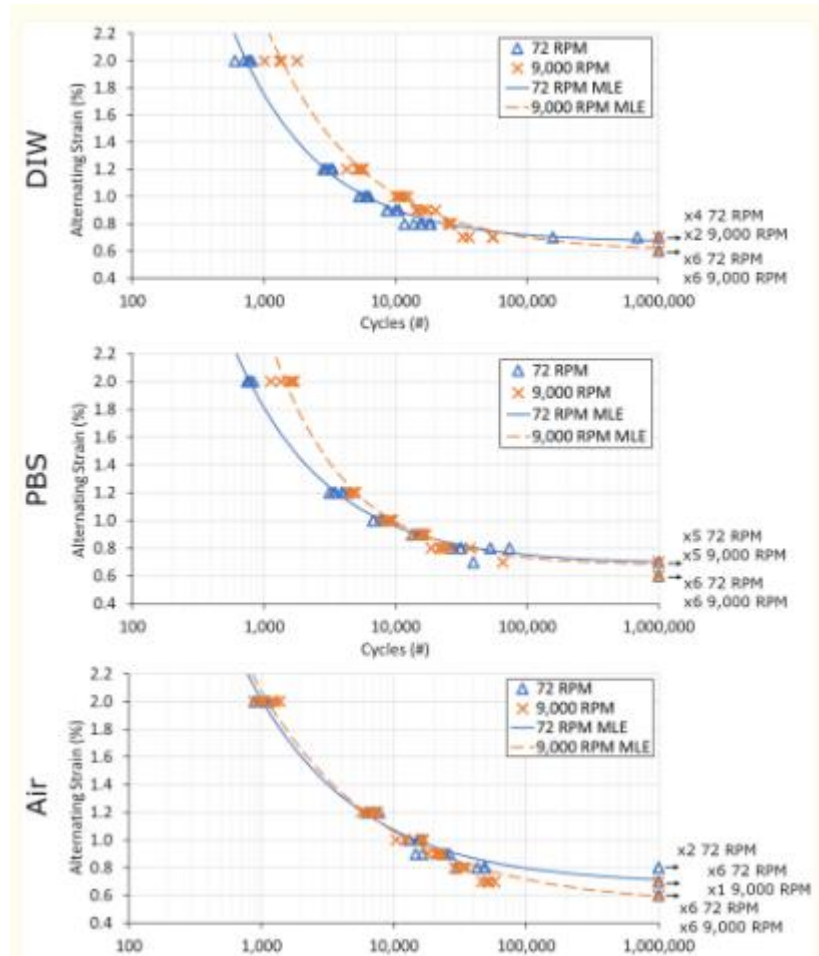 DIW
Alternating Strain (%)
2.2
2.0
1.8
1.6
1.4
1.2
1.0
0.8
0.6
0.4
72 RPM
9,000 RPM
72 RPM MLE
9,000 RPM MLE
x4 72 RPM
x2 9,000 RPM
x6 72 RPM
x6 9,000 RPM
100 1,000 10,000 100,000 1,000,000
Cycles (#)
PBS
Alternating Strain (%)
2.2
2.0
1.8
1.6
1.4
1.2
1.0
0.8
0.6
0.4
72 RPM
9,000 RPM
72 RPM MLE
9,000 RPM MLE
x5 72 RPM
x5 9,000 RPM
x6 72 RPM
x6 9,000 RPM
100 1,000 10,000 100,000 1,000,000
Cycles (#)
Air
Alternating Strain (%)
2.2
2.0
1.8
1.6
1.4
1.2
1.0
0.8
0.6
0.4
72 RPM
9,000 RPM
72 RPM MLE
9,000 RPM MLE
x2 72 RPM
x6 72 RPM
x1 9,000 RPM
x6 72 RPM
x6 9,000 RPM
100 1,000 10,000 100,000 1,000,000